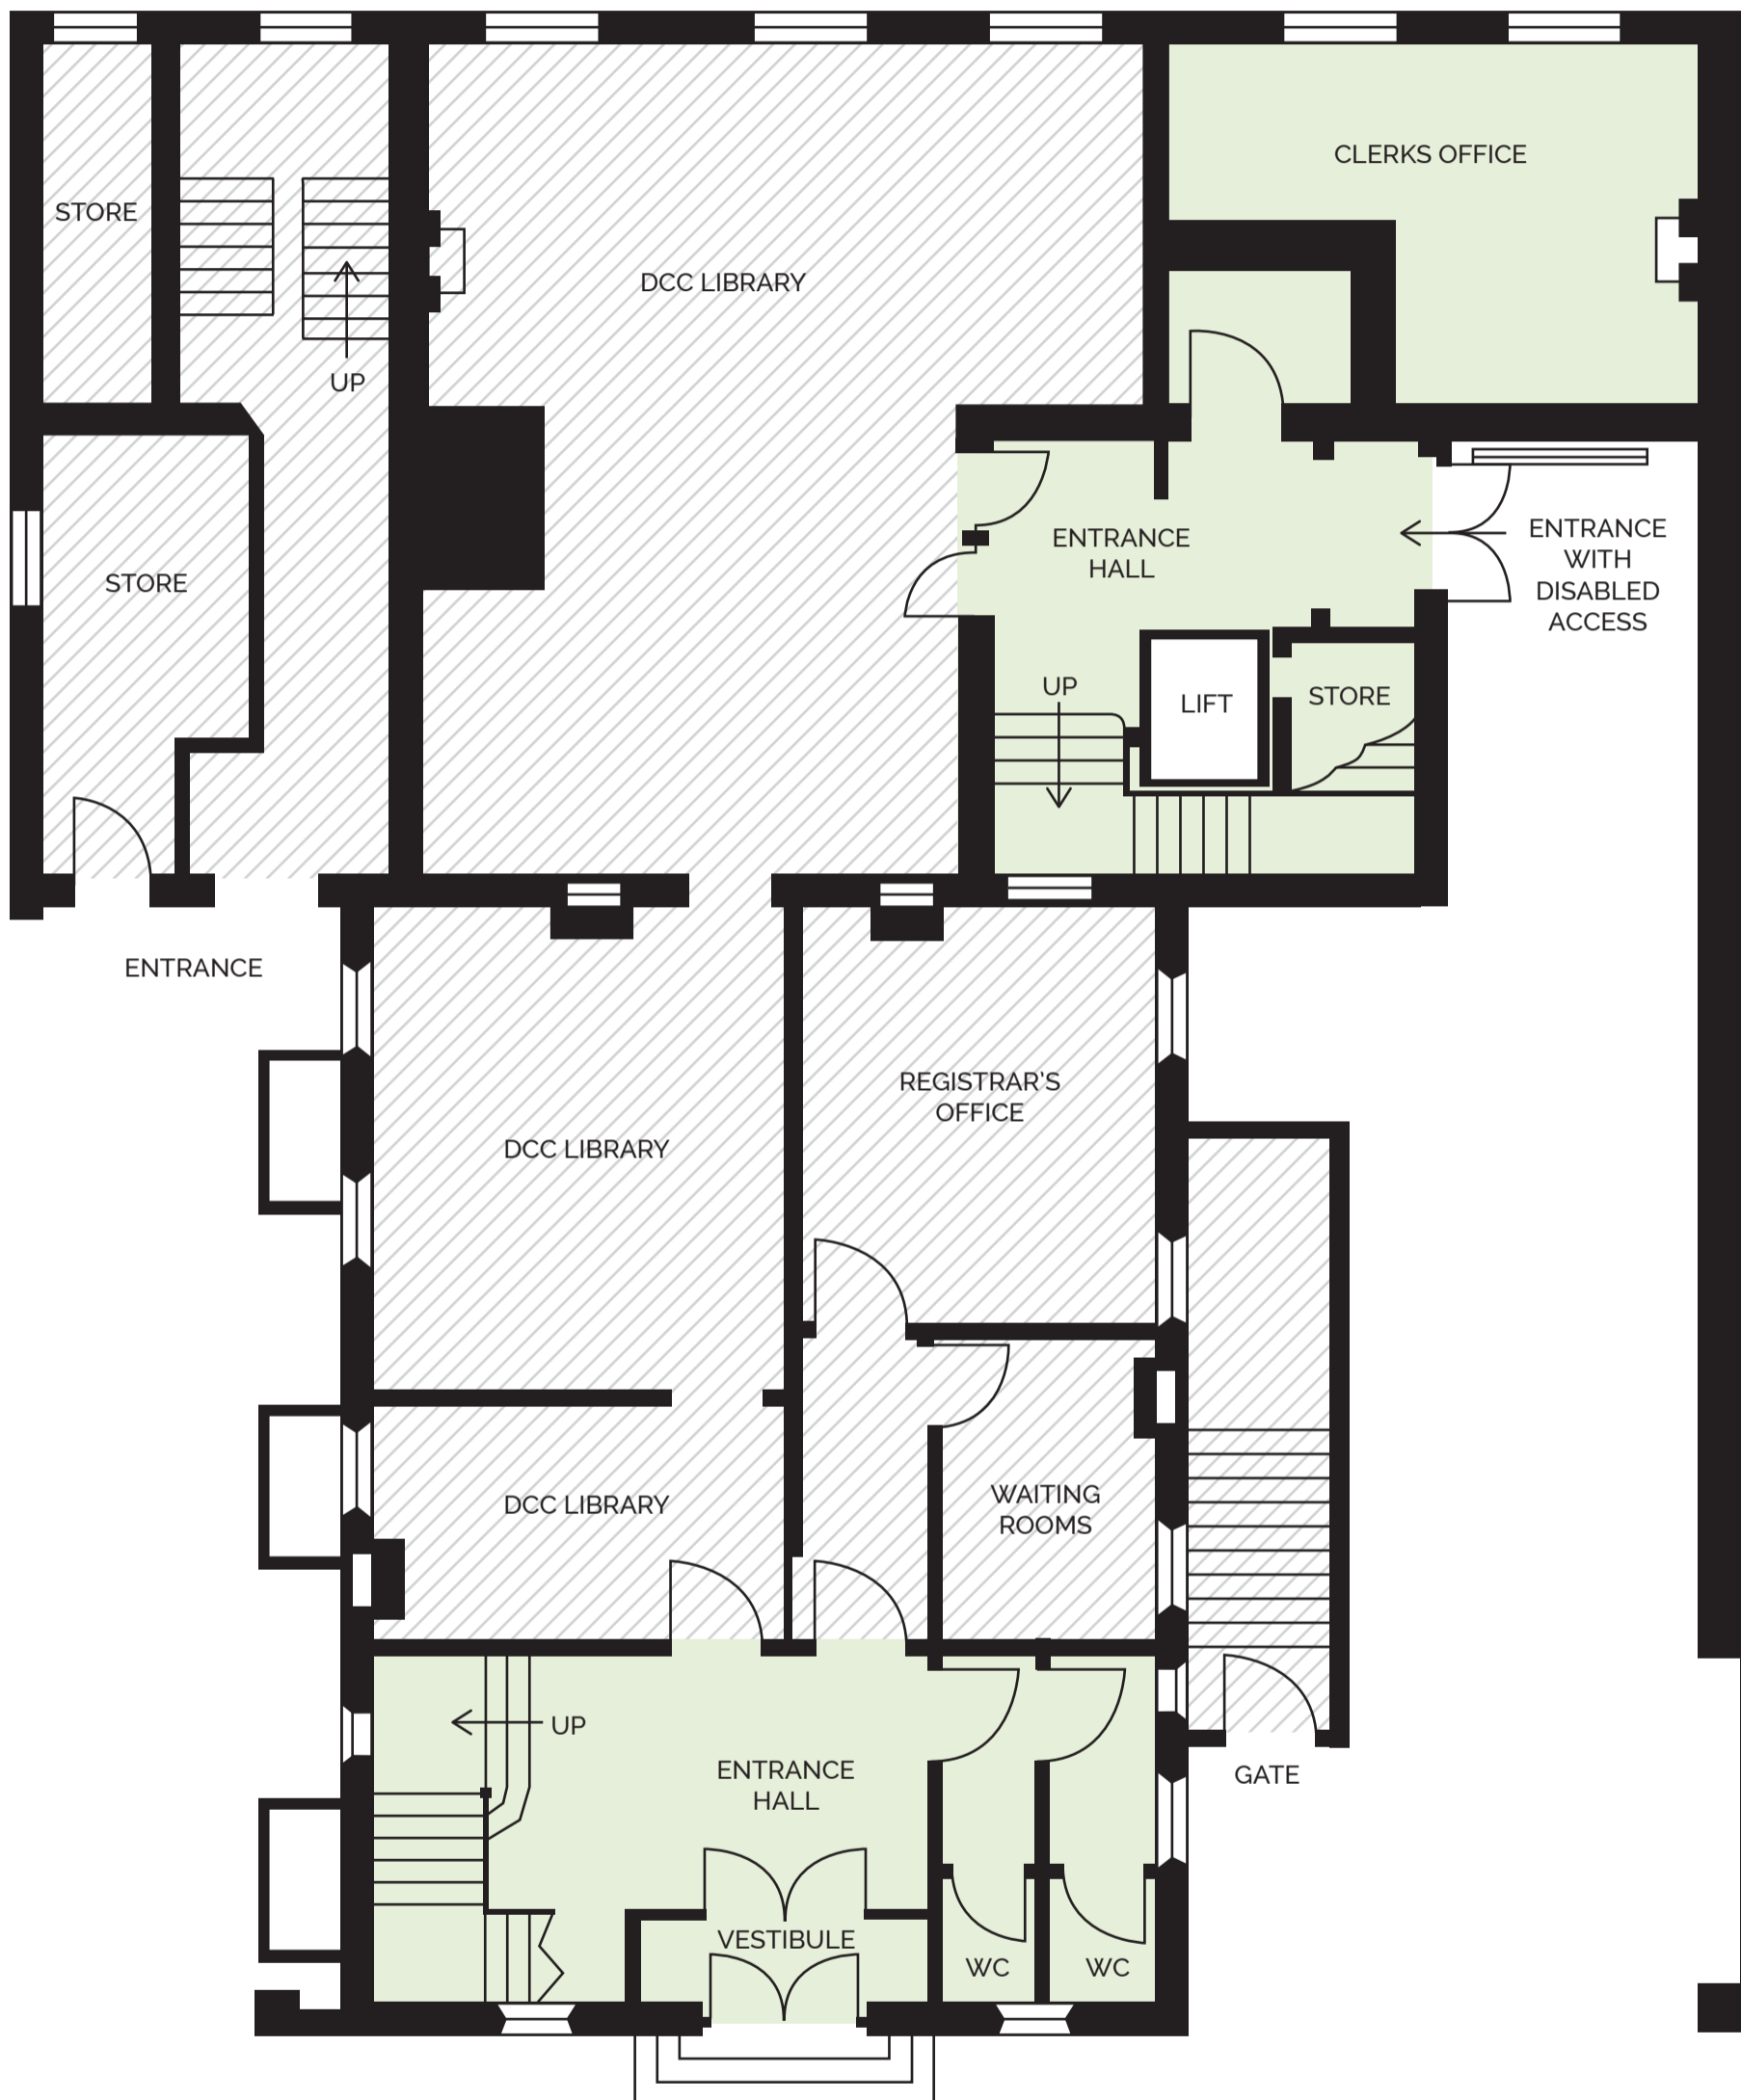 CLERKS OFFICE
STORE
DCC LIBRARY
UP
ENTRANCE
WITH
DISABLED
ACCESS
ENTRANCE
HALL
STORE
UP
LIFT
STORE
ENTRANCE
REGISTRAR'S
OFFICE
DCC LIBRARY
WAITING
ROOMS
DCC LIBRARY
UP
ENTRANCE
HALL
GATE
VESTIBULE
WC
WC